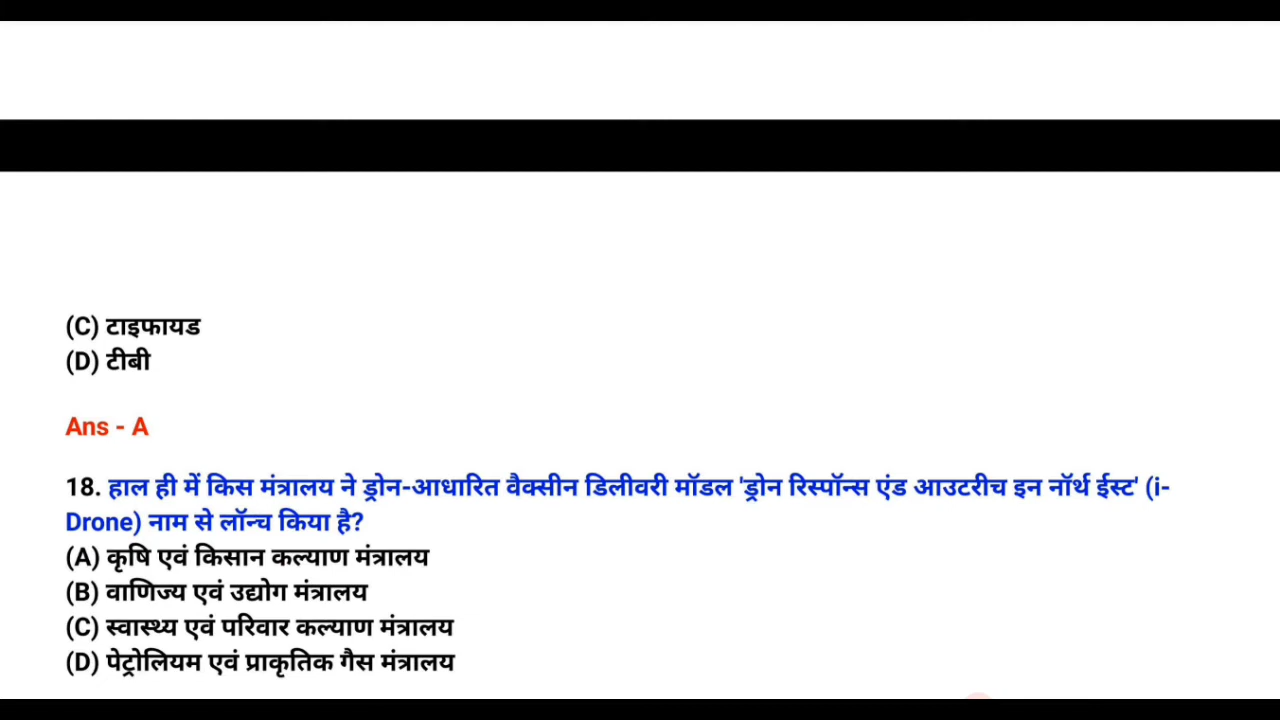 (C) टाइफायड
(D) टीबी
Ans - A
18. हाल ही में किस मंत्रालय ने ड्रोन-आधारित वैक्सीन डिलीवरी मॉडल 'ड्रोन रिस्पॉन्स एंड आउटरीच इन नॉर्थ ईस्ट' (i-
Drone) नाम से लॉन्च किया है?
(A) कृषि एवं किसान कल्याण मंत्रालय
(B) वाणिज्य एवं उद्योग मंत्रालय
(C) स्वास्थ्य एवं परिवार कल्याण मंत्रालय
(D) पेट्रोलियम एवं प्राकृतिक गैस मंत्रालय